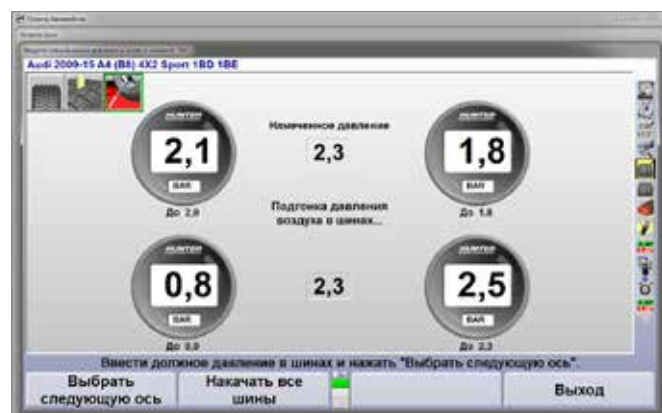 Audi 2009-15 A4 (B8) 4X2 Sport 1BD 1BE
HUNTER
2,1
BAR
До 2,0
Намеченное давление
2,3
HUNTER
1,8
BAR
До 1,8
Подгонка давления
воздуха в шинах...
HUNTER
0,8
BAR
До 0,0
2,3
HUNTER
2,5
BAR
До 2,3
Ввести должное давление в шинах и нажать "Выбрать следующую ось".
Выбрать
следующую ось
Накачать все
шины
Выход